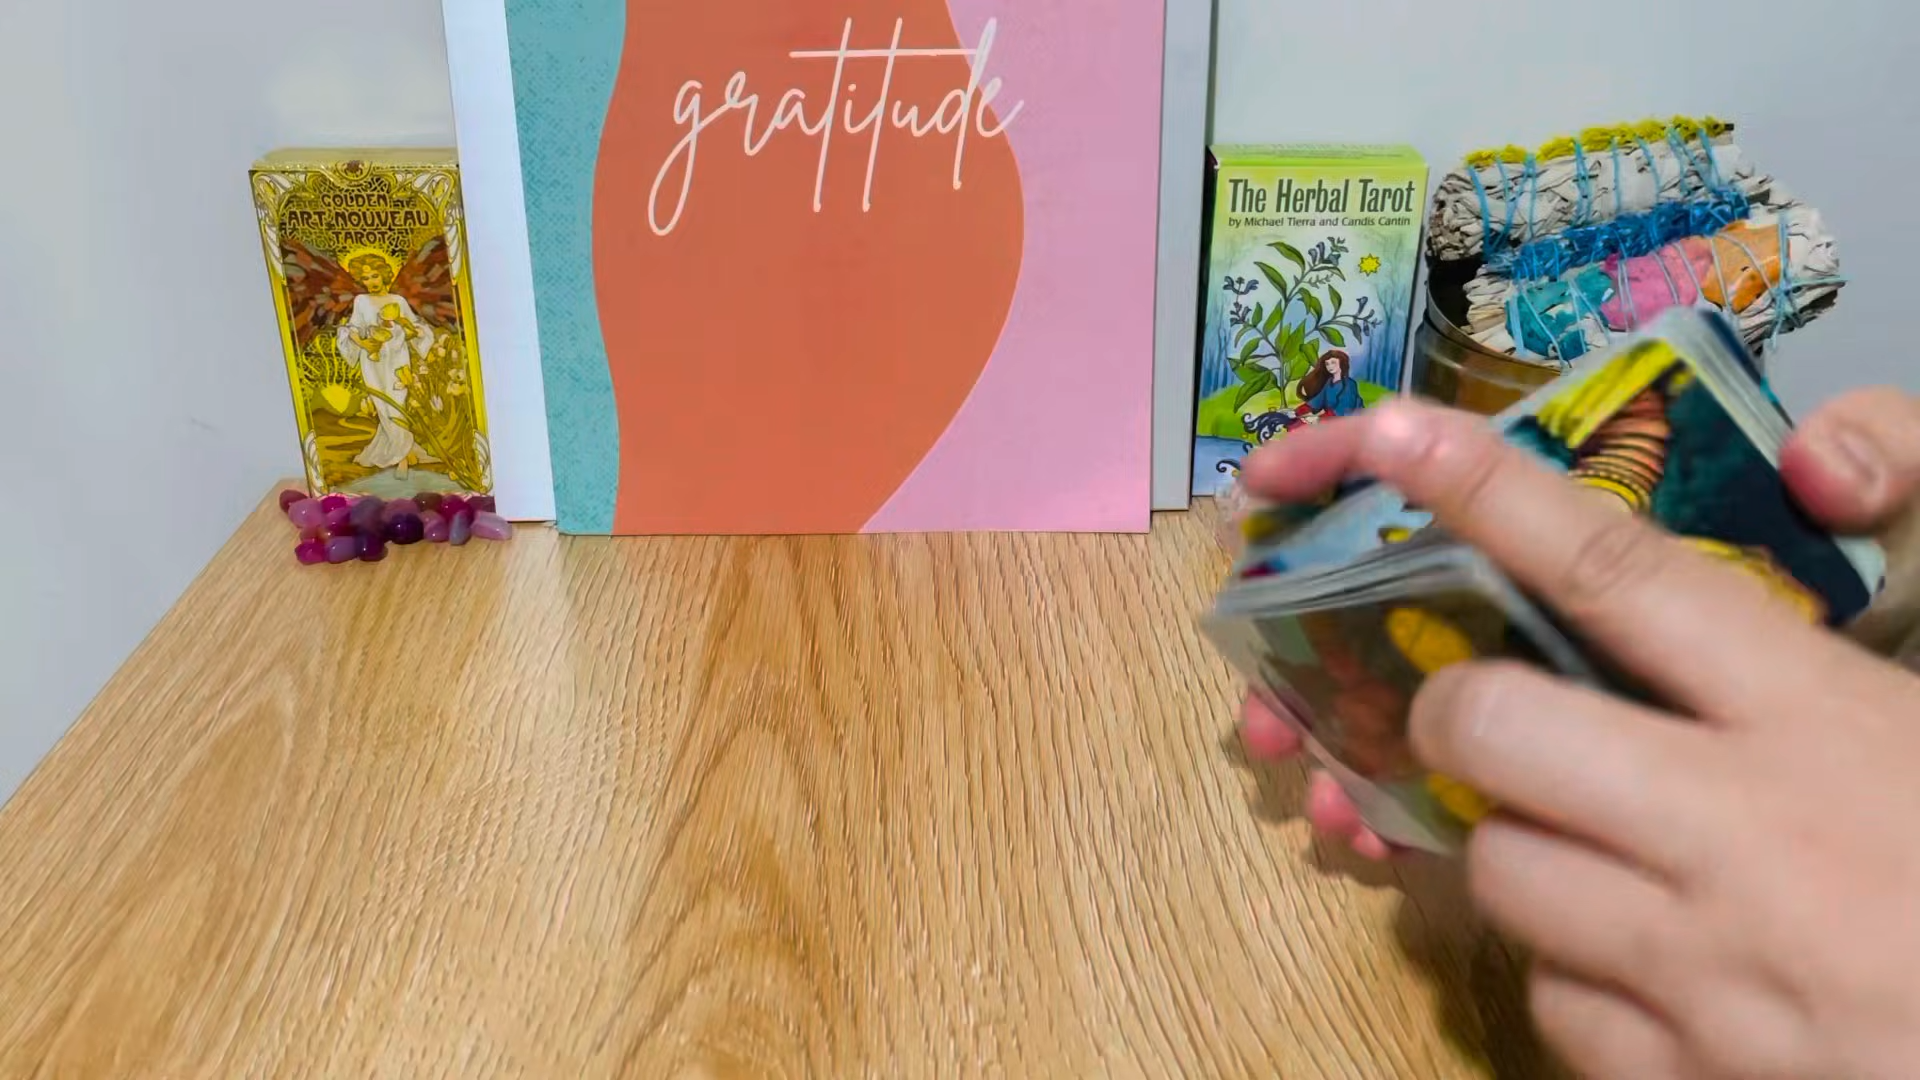 gratitude
GOLDEN
ART NOUVEAU
TAROT
The Herbal Tarot
by Michael Tierra and Candis Cantin